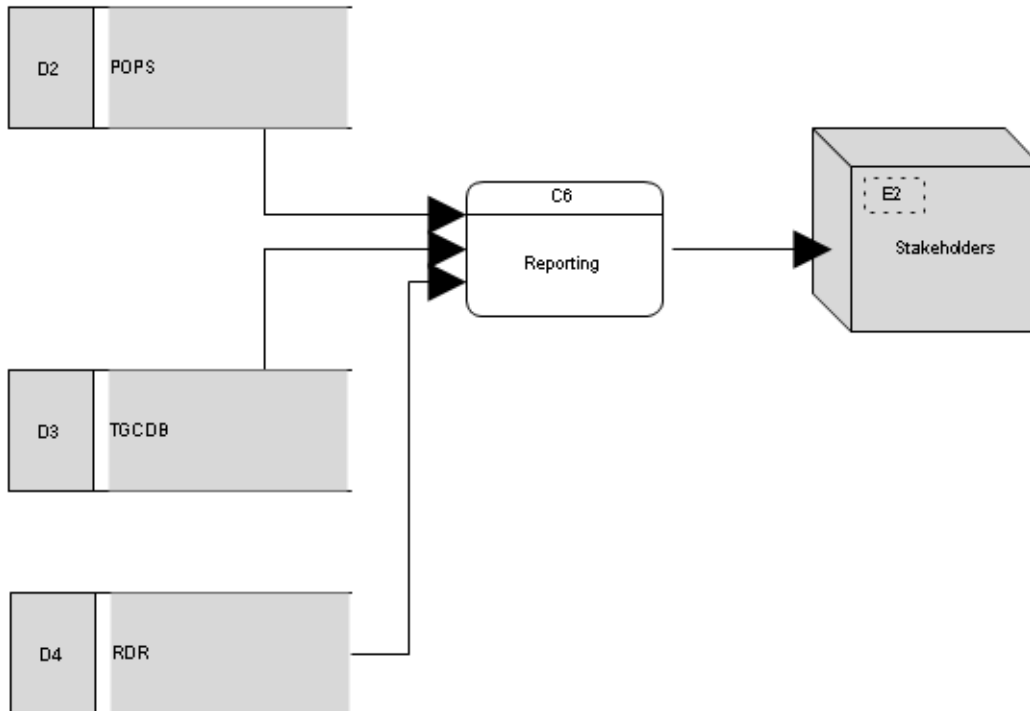 D2
POPS
C6
Reporting
E2
Stakeholders
D3
TGCDB
D4
RDR